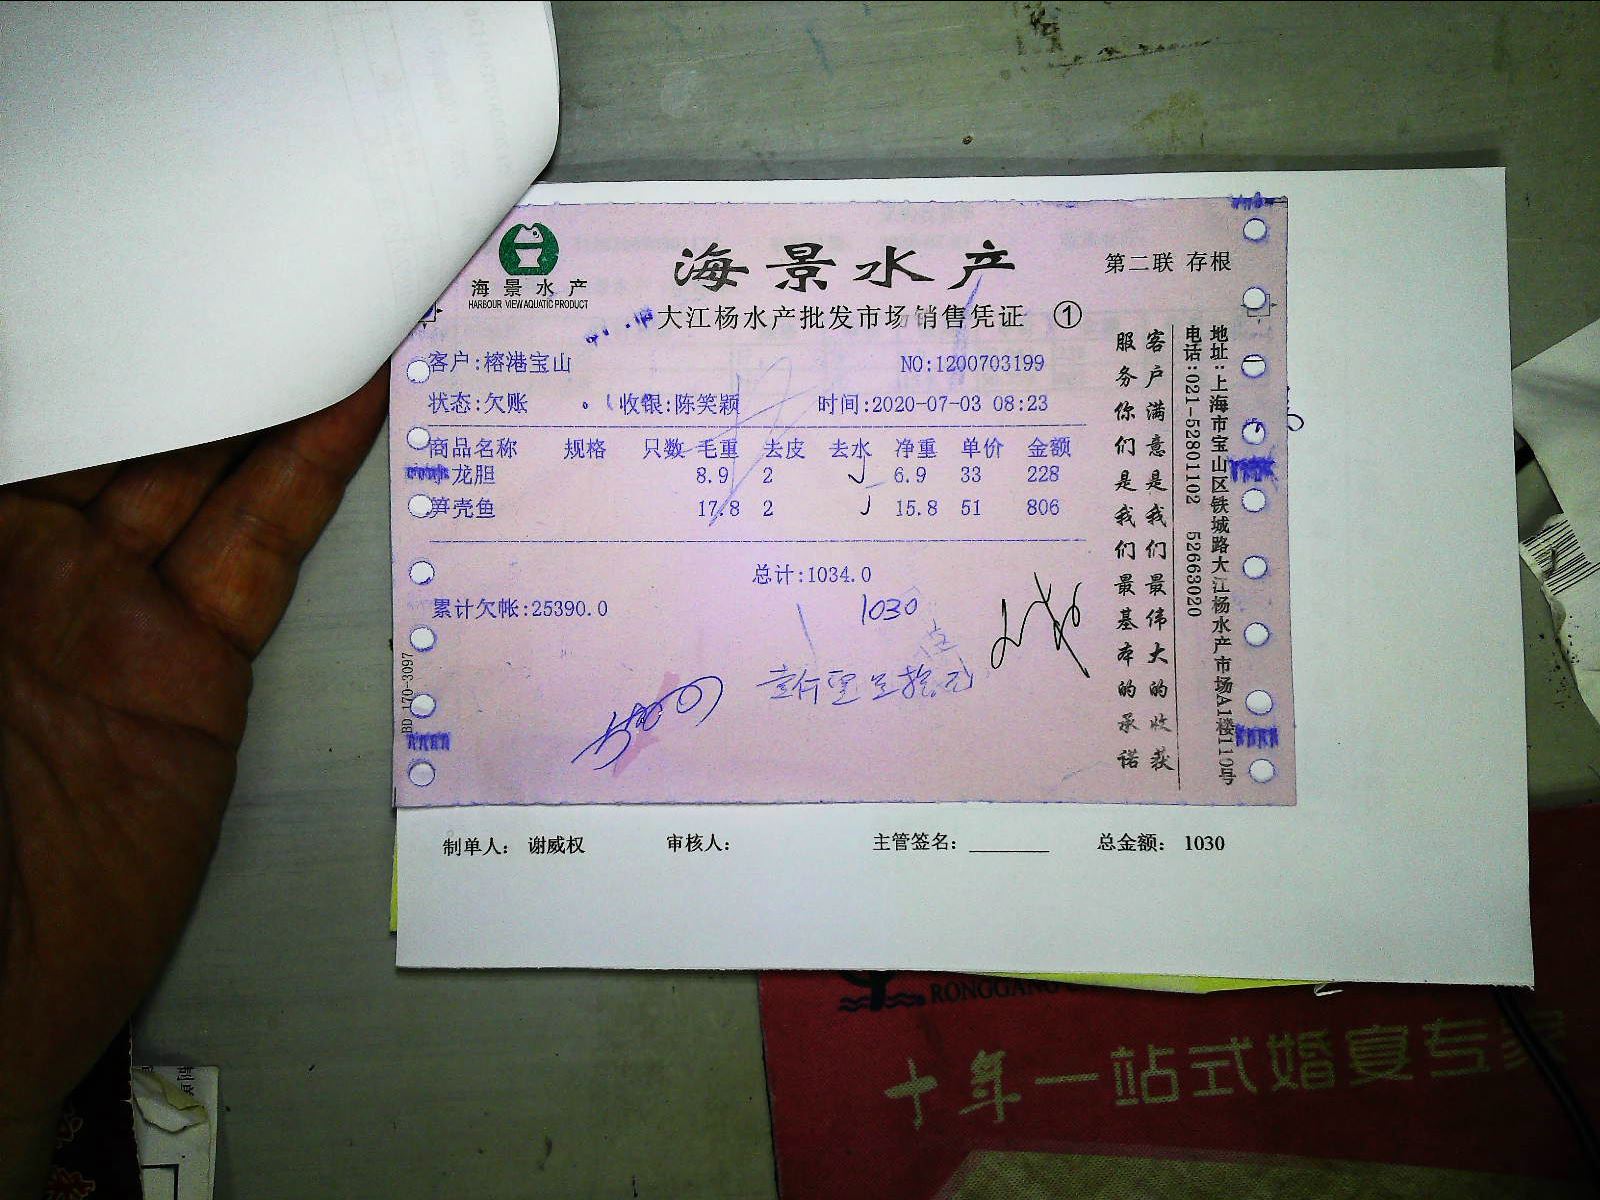 海景水产
HARBOUR VIEW AQUATIC PRODUCT
海景水产
第二联 存根
大江杨水产批发市场销售凭证 ①
客户:榕港宝山 NO:1200703199
状态:欠账 收银:陈笑颖 时间:2020-07-03 08:23
商品名称 规格 只数 毛重 去皮 去水 净重 单价 金额
龙胆 8.9 2 6.9 33 228
笋壳鱼 17.8 2 15.8 51 806
总计:1034.0
累计欠帐:25390.0
1030
壹仟零叁拾元
客户满意是我们最伟大的收获
服务你们是我们最基本的承诺
地址:上海市宝山区铁城路大江杨水产市场A1楼110号
电话:021-52801102 52663020
BD 170-3097
制单人: 谢威权 审核人: 主管签名: 总金额: 1030
RONGGANG
十年一站式婚宴专家